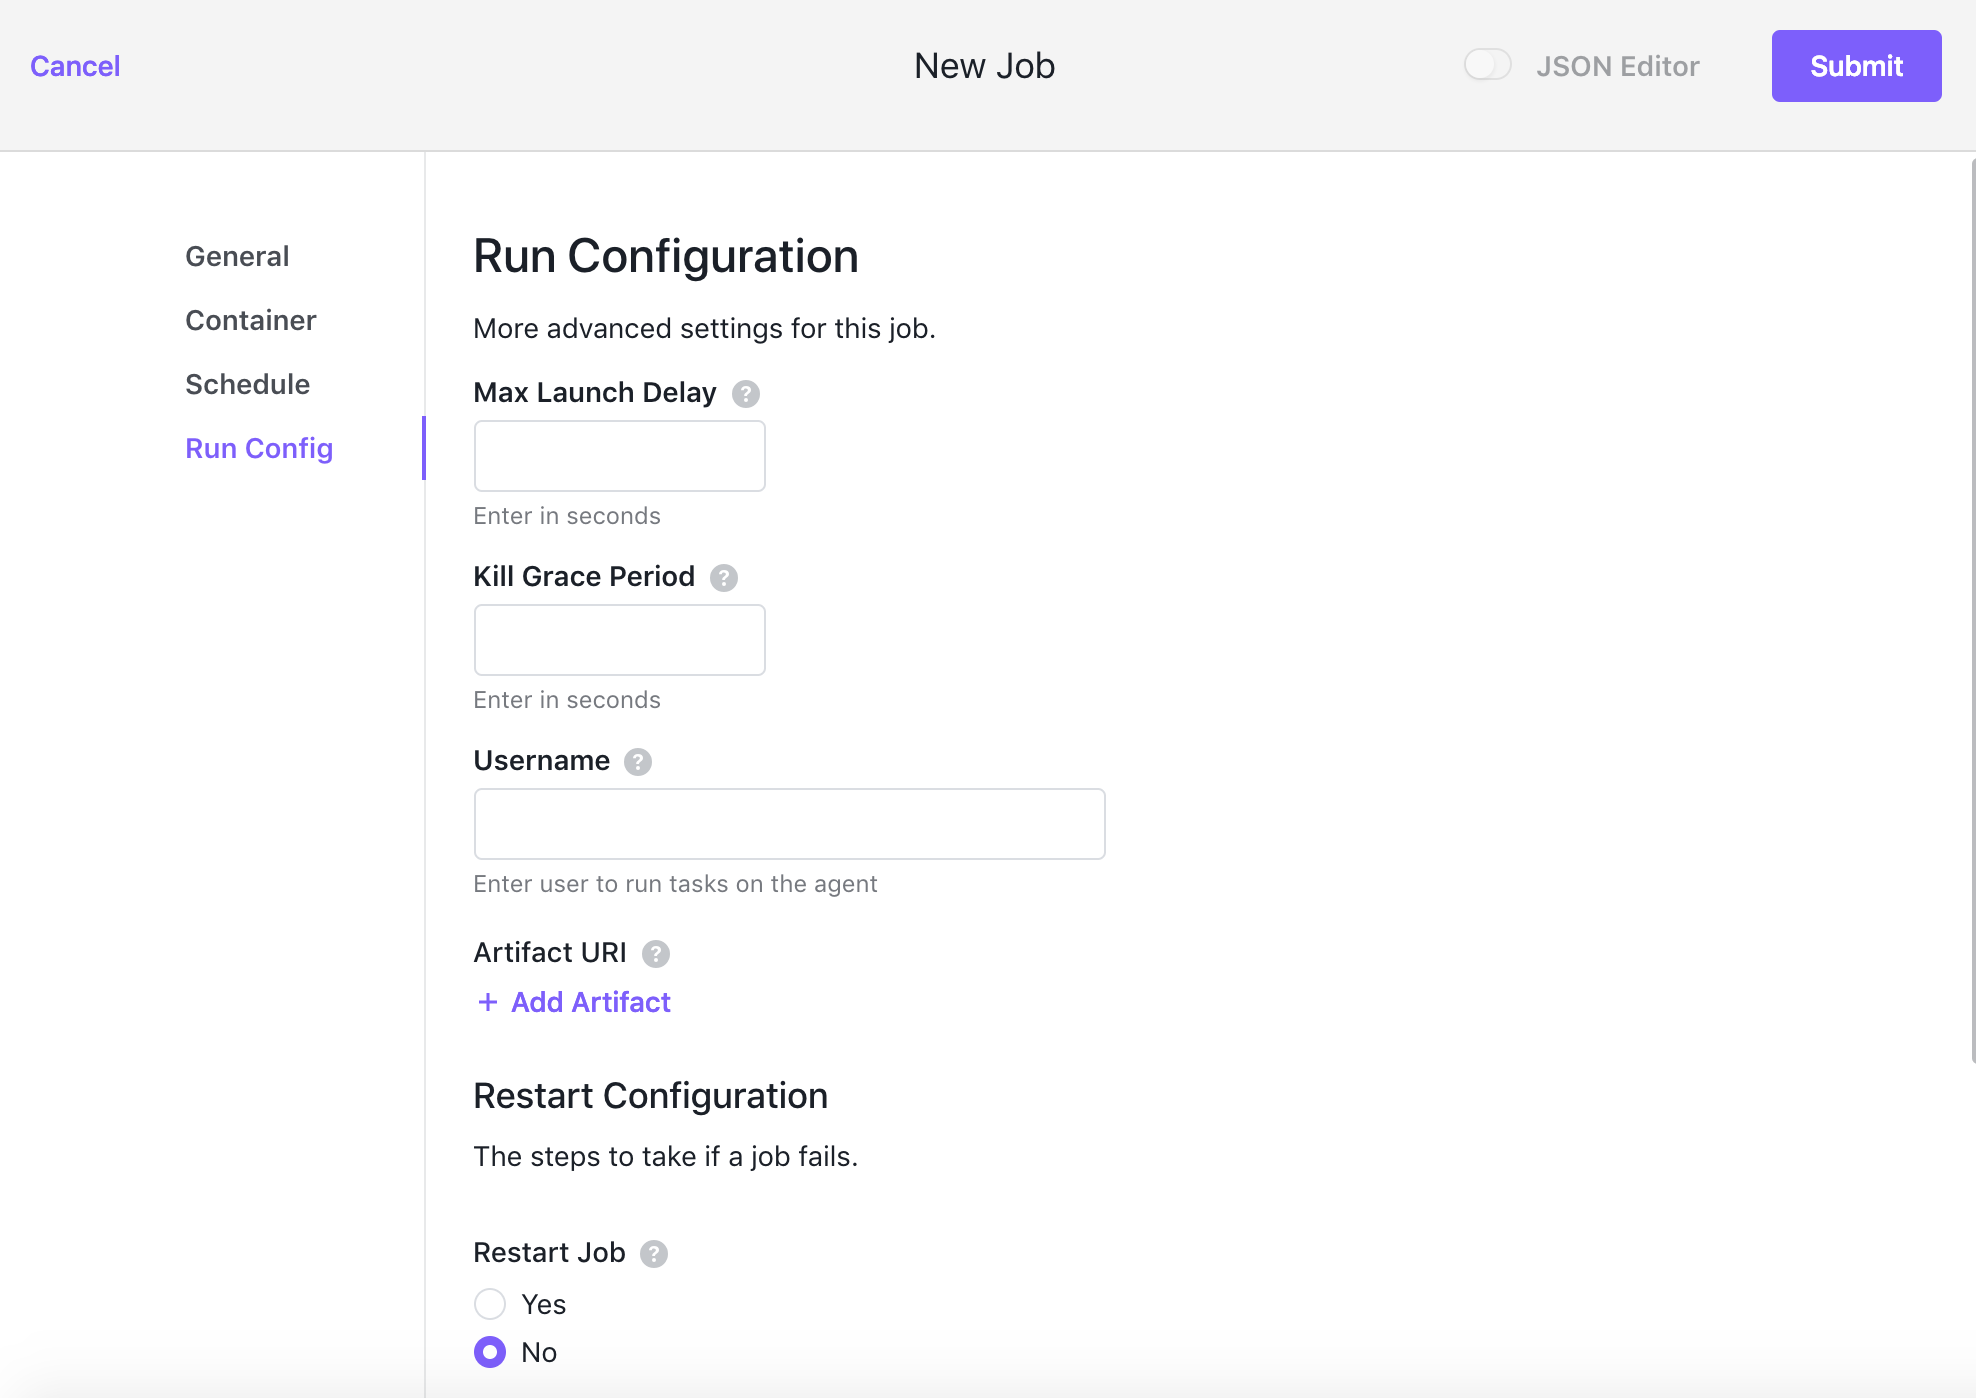 Cancel
New Job
JSON Editor
Submit
General
Container
Schedule
Run Config
Run Configuration
More advanced settings for this job.
Max Launch Delay ?
Enter in seconds
Kill Grace Period ?
Enter in seconds
Username ?
Enter user to run tasks on the agent
Artifact URI ?
+ Add Artifact
Restart Configuration
The steps to take if a job fails.
Restart Job ?
Yes
No